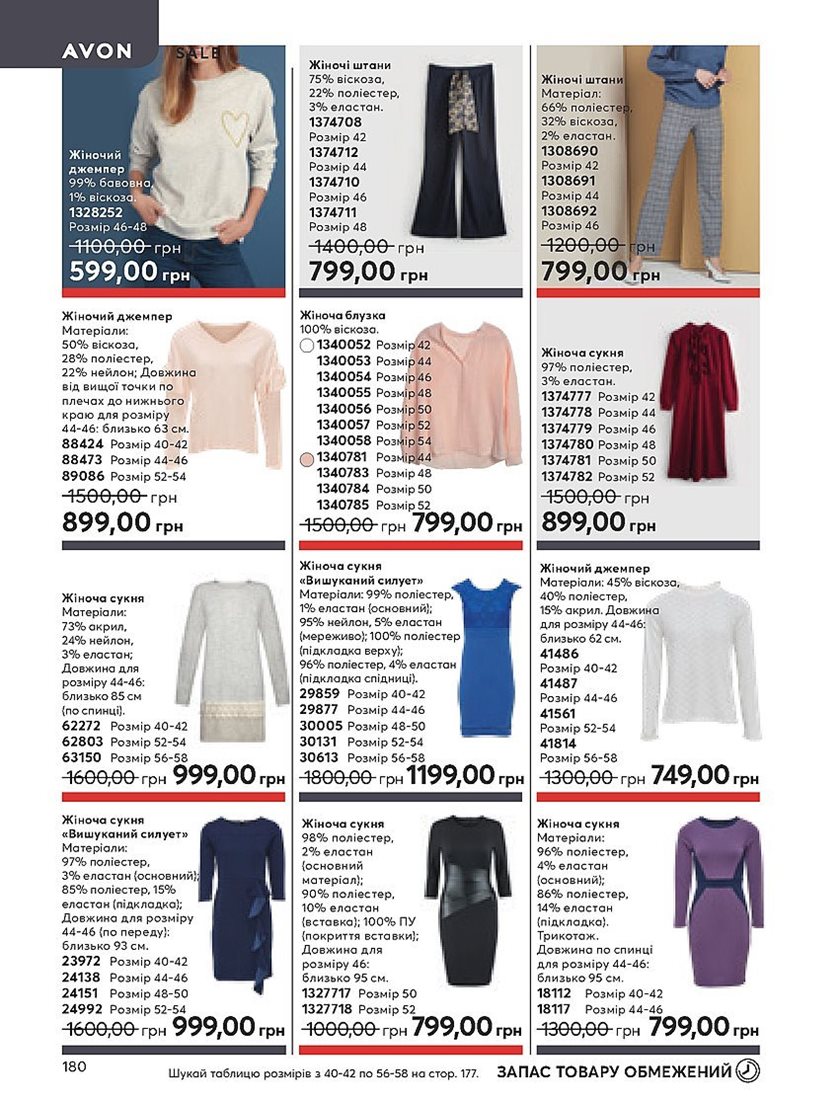 AVON
SALE
Жіночий
джемпер
99% бавовна,
1% віскоза.
1328252
Розмір 46-48
1100,00 грн
599,00 грн
Жіночі штани
75% віскоза,
22% поліестер,
3% еластан.
1374708
Розмір 42
1374712
Розмір 44
1374710
Розмір 46
1374711
Розмір 48
1400,00 грн
799,00 грн
Жіночі штани
Матеріал:
66% поліестер,
32% віскоза,
2% еластан.
1308690
Розмір 42
1308691
Розмір 44
1308692
Розмір 46
1200,00 грн
799,00 грн
Жіночий джемпер
Матеріали:
50% віскоза,
28% поліестер,
22% нейлон; Довжина
від вищої точки по
плечах до нижнього
краю для розміру
44-46: близько 63 см.
88424 Розмір 40-42
88473 Розмір 44-46
89086 Розмір 52-54
1500,00 грн
899,00 грн
Жіноча блузка
100% віскоза.
1340052 Розмір 42
1340053 Розмір 44
1340054 Розмір 46
1340055 Розмір 48
1340056 Розмір 50
1340057 Розмір 52
1340058 Розмір 54
1340781 Розмір 44
1340783 Розмір 48
1340784 Розмір 50
1340785 Розмір 52
1500,00 грн 799,00 грн
Жіноча сукня
97% поліестер,
3% еластан.
1374777 Розмір 42
1374778 Розмір 44
1374779 Розмір 46
1374780 Розмір 48
1374781 Розмір 50
1374782 Розмір 52
1500,00 грн
899,00 грн
Жіноча сукня
Матеріали:
73% акрил,
24% нейлон,
3% еластан;
Довжина для
розміру 44-46:
близько 85 см
(по спинці).
62272 Розмір 40-42
62803 Розмір 52-54
63150 Розмір 56-58
1600,00 грн 999,00 грн
Жіноча сукня
«Вишуканий силует»
Матеріали: 99% поліестер,
1% еластан (основний);
95% нейлон, 5% еластан
(мереживо); 100% поліестер
(підкладка верху);
96% поліестер, 4% еластан
(підкладка спідниці).
29859 Розмір 40-42
29877 Розмір 44-46
30005 Розмір 48-50
30131 Розмір 52-54
30613 Розмір 56-58
1800,00 грн 1199,00 грн
Жіночий джемпер
Матеріали: 45% віскоза,
40% поліестер,
15% акрил. Довжина
для розміру 44-46:
близько 62 см.
41486
Розмір 40-42
41487
Розмір 44-46
41561
Розмір 52-54
41814
Розмір 56-58
1300,00 грн 749,00 грн
Жіноча сукня
«Вишуканий силует»
Матеріали:
97% поліестер,
3% еластан (основний);
85% поліестер, 15%
еластан (підкладка);
Довжина для розміру
44-46 (по переду):
близько 93 см.
23972 Розмір 40-42
24138 Розмір 44-46
24151 Розмір 48-50
24992 Розмір 52-54
1600,00 грн 999,00 грн
Жіноча сукня
98% поліестер,
2% еластан
(основний
матеріал);
90% поліестер,
10% еластан
(вставка); 100% ПУ
(покриття вставки);
Довжина для
розміру 46:
близько 95 см.
1327717 Розмір 50
1327718 Розмір 52
1000,00 грн 799,00 грн
Жіноча сукня
Матеріали:
96% поліестер,
4% еластан
(основний);
86% поліестер,
14% еластан
(підкладка).
Трикотаж.
Довжина по спинці
для розміру 44-46:
близько 95 см.
18112 Розмір 40-42
18117 Розмір 44-46
1300,00 грн 799,00 грн
180
Шукай таблицю розмірів з 40-42 по 56-58 на стор. 177.
ЗАПАС ТОВАРУ ОБМЕЖЕНИЙ